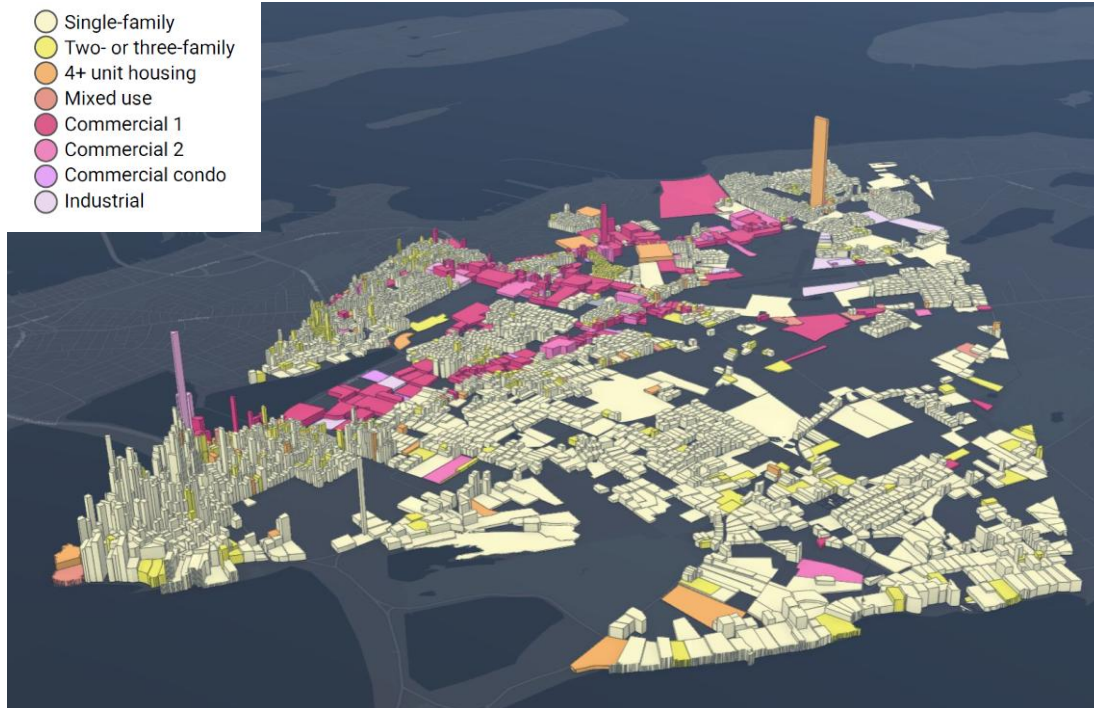 Single-family
Two- or three-family
4+ unit housing
Mixed use
Commercial 1
Commercial 2
Commercial condo
Industrial